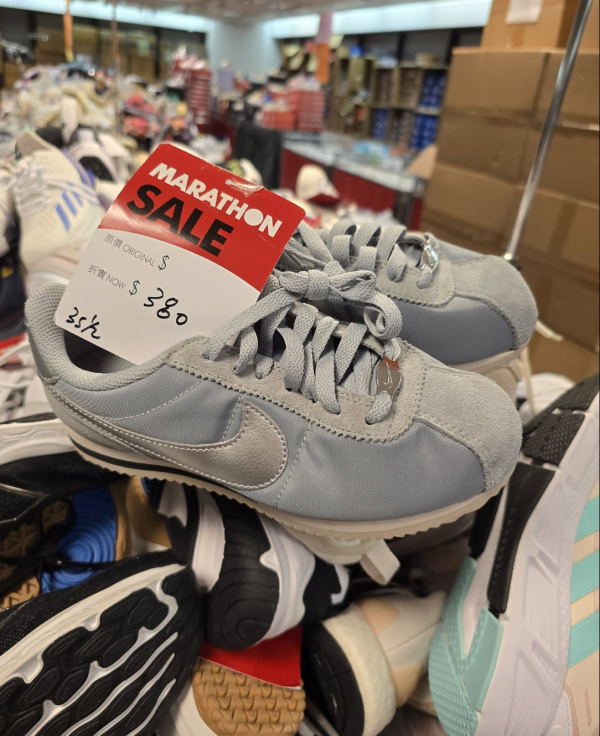 MARATHON
SALE
原價 ORIGINAL $
折實 NOW $ 380
35½